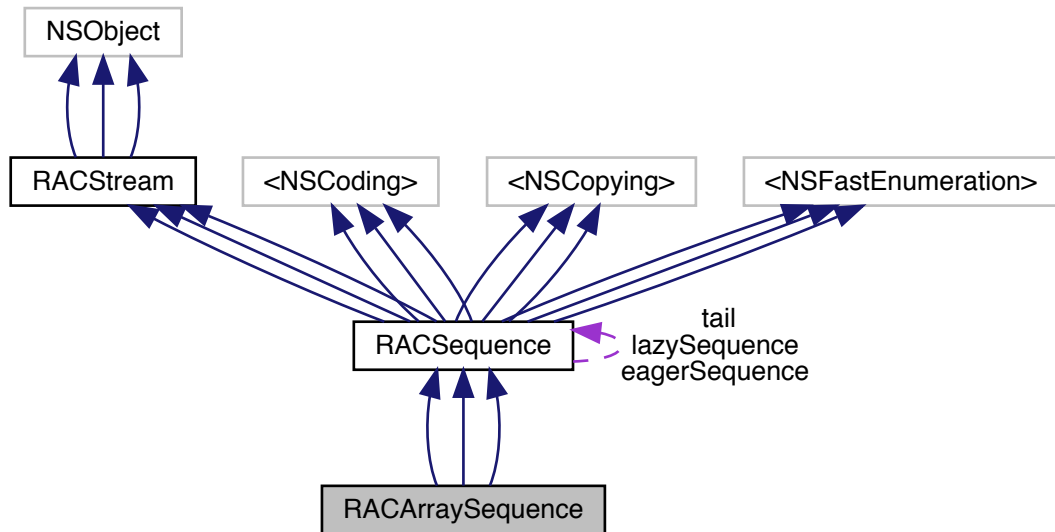 NSObject
RACStream
<NSCoding>
<NSCopying>
<NSFastEnumeration>
RACSequence
tail
lazySequence
eagerSequence
RACArraySequence